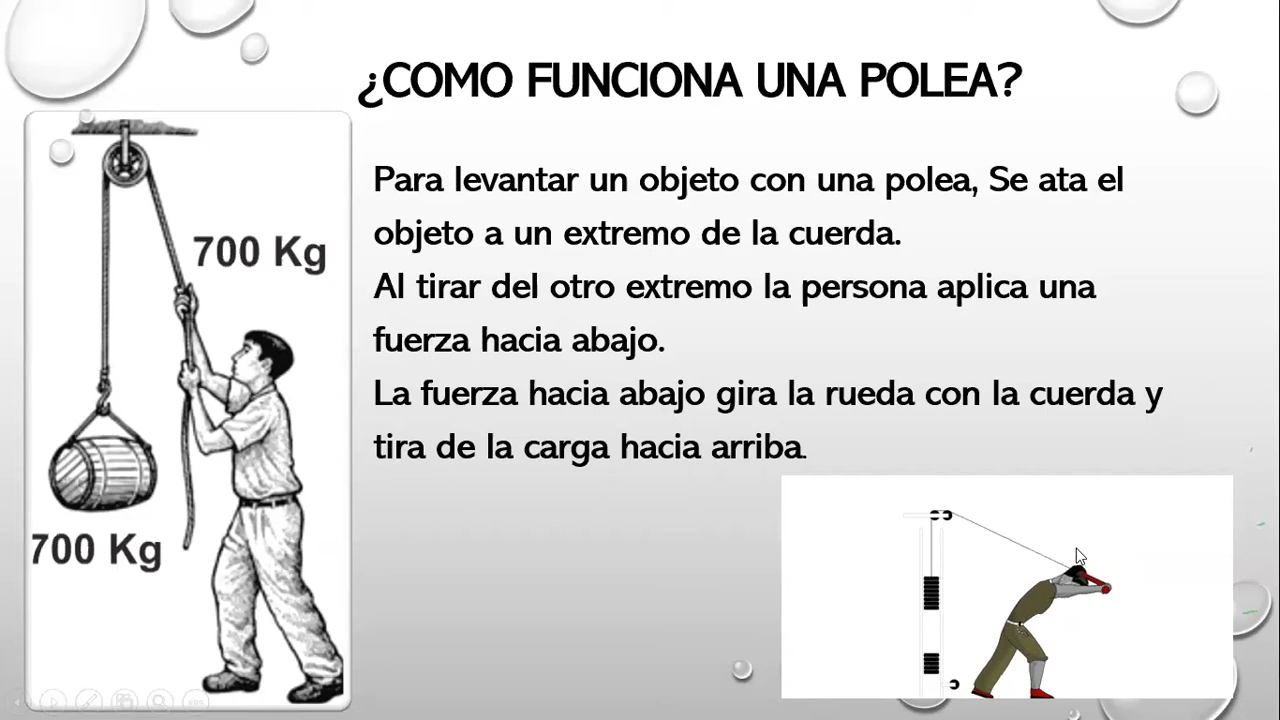 ¿COMO FUNCIONA UNA POLEA?
700 Kg
700 Kg
Para levantar un objeto con una polea, Se ata el
objeto a un extremo de la cuerda.
Al tirar del otro extremo la persona aplica una
fuerza hacia abajo.
La fuerza hacia abajo gira la rueda con la cuerda y
tira de la carga hacia arriba.